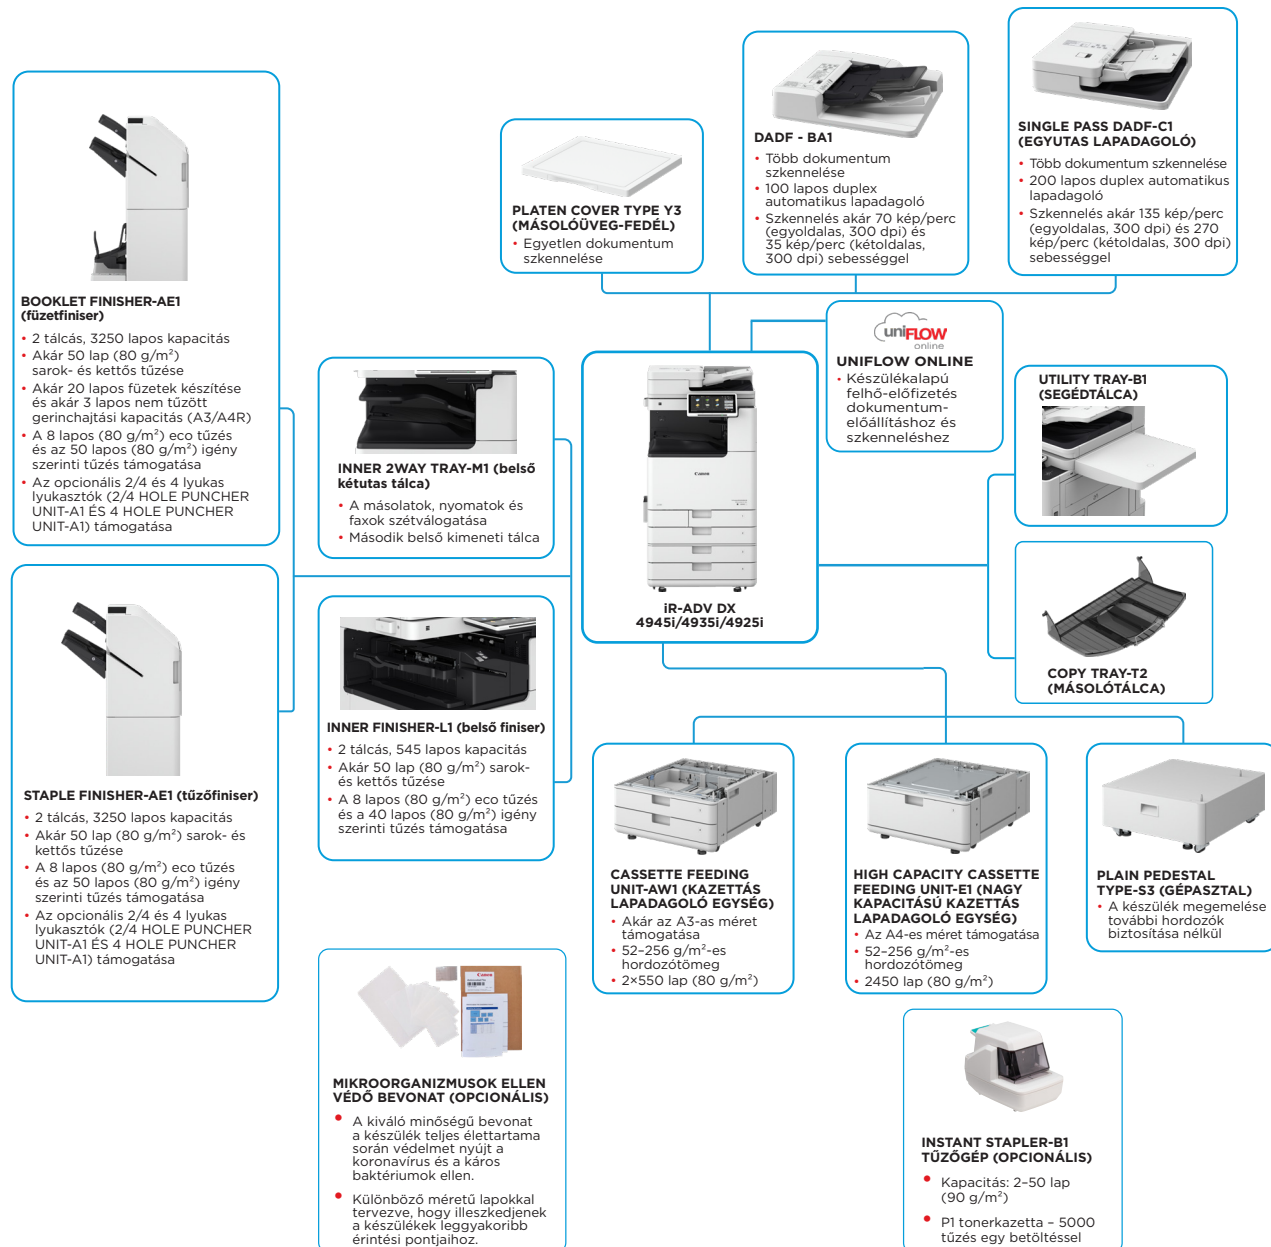 BOOKLET FINISHER-AE1
(füzetfiniser)
• 2 tálcás, 3250 lapos kapacitás
• Akár 50 lap (80 g/m²)
sarok- és kettős tűzése
• Akár 20 lapos füzetek készítése
és akár 3 lapos nem tűzött
gerinchajtási kapacitás (A3/A4R)
• A 8 lapos (80 g/m²) eco tűzés
és az 50 lapos (80 g/m²) igény
szerinti tűzés támogatása
• Az opcionális 2/4 és 4 lyukas
lyukasztók (2/4 HOLE PUNCHER
UNIT-A1 ÉS 4 HOLE PUNCHER
UNIT-A1) támogatása
STAPLE FINISHER-AE1 (tűzőfiniser)
• 2 tálcás, 3250 lapos kapacitás
• Akár 50 lap (80 g/m²) sarok- és
kettős tűzése
• A 8 lapos (80 g/m²) eco tűzés
és az 50 lapos (80 g/m²) igény
szerinti tűzés támogatása
• Az opcionális 2/4 és 4 lyukas
lyukasztók (2/4 HOLE PUNCHER
UNIT-A1 ÉS 4 HOLE PUNCHER
UNIT-A1) támogatása
INNER 2WAY TRAY-M1 (belső
kétutas tálca)
• A másolatok, nyomatok és
faxok szétválogatása
• Második belső kimeneti tálca
INNER FINISHER-L1 (belső finiser)
• 2 tálcás, 545 lapos kapacitás
• Akár 50 lap (80 g/m²) sarok-
és kettős tűzése
• A 8 lapos (80 g/m²) eco tűzés
és a 40 lapos (80 g/m²) igény
szerinti tűzés támogatása
PLATEN COVER TYPE Y3
(MÁSOLÓÜVEG-FEDÉL)
• Egyetlen dokumentum
szkennelése
DADF - BA1
• Több dokumentum
szkennelése
• 100 lapos duplex
automatikus lapadagoló
• Szkennelés akár 70 kép/perc
(egyoldalas, 300 dpi) és
35 kép/perc (kétoldalas,
300 dpi) sebességgel
SINGLE PASS DADF-C1
(EGYUTAS LAPADAGOLÓ)
• Több dokumentum szkennelése
• 200 lapos duplex automatikus
lapadagoló
• Szkennelés akár 135 kép/perc
(egyoldalas, 300 dpi) és 270
kép/perc (kétoldalas, 300 dpi)
sebességgel
uniFLOW
online
UNIFLOW ONLINE
• Készülékalapú
felhő-előfizetés
dokumentum-
előállításhoz és
szkenneléshez
Canon
iR-ADV DX
4945i/4935i/4925i
UTILITY TRAY-B1
(SEGÉDTÁLCA)
COPY TRAY-T2
(MÁSOLÓTÁLCA)
CASSETTE FEEDING
UNIT-AW1 (KAZETTÁS
LAPADAGOLÓ EGYSÉG)
• Akár az A3-as méret
támogatása
• 52–256 g/m²-es
hordozótömeg
• 2×550 lap (80 g/m²)
HIGH CAPACITY CASSETTE
FEEDING UNIT-E1 (NAGY
KAPACITÁSÚ KAZETTÁS
LAPADAGOLÓ EGYSÉG)
• Az A4-es méret támogatása
• 52–256 g/m²-es
hordozótömeg
• 2450 lap (80 g/m²)
PLAIN PEDESTAL
TYPE-S3 (GÉPASZTAL)
• A készülék megemelése
további hordozók
biztosítása nélkül
Canon
MIKROORGANIZMUSOK ELLEN
VÉDŐ BEVONAT (OPCIONÁLIS)
• A kiváló minőségű bevonat
a készülék teljes élettartama
során védelmet nyújt a
koronavírus és a káros
baktériumok ellen.
• Különböző méretű lapokkal
tervezve, hogy illeszkedjenek
a készülékek leggyakoribb
érintési pontjaihoz.
INSTANT STAPLER-B1
TŰZŐGÉP (OPCIONÁLIS)
• Kapacitás: 2–50 lap
(90 g/m²)
• P1 tonerkazetta – 5000
tűzés egy betöltéssel